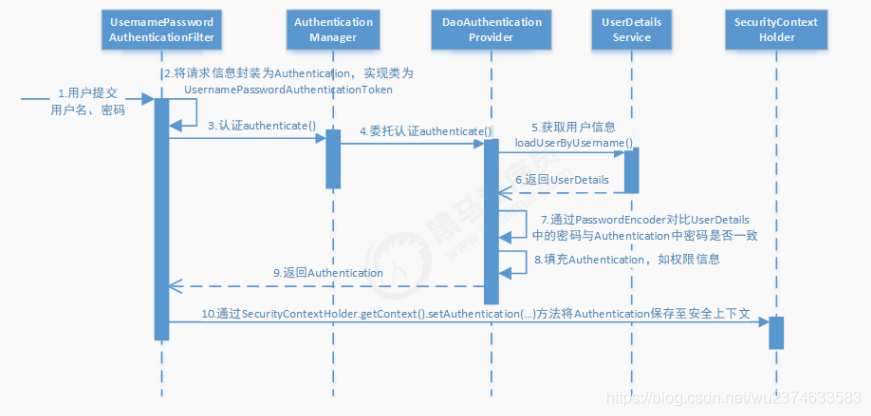 UsernamePassword
AuthenticationFilter
Authentication
Manager
DaoAuthentication
Provider
UserDetails
Service
SecurityContext
Holder
1.用户提交
用户名、密码
2.将请求信息封装为Authentication，实现类为
UsernamePasswordAuthenticationToken
3.认证authenticate()
4.委托认证authenticate()
5.获取用户信息
loadUserByUsername()
6.返回UserDetails
7.通过PasswordEncoder对比UserDetails
中的密码与Authentication中密码是否一致
8.填充Authentication，如权限信息
9.返回Authentication
10.通过SecurityContextHolder.getContext().setAuthentication(...)方法将Authentication保存至安全上下文
黑马程序员
https://blog.csdn.net/wu2374633583